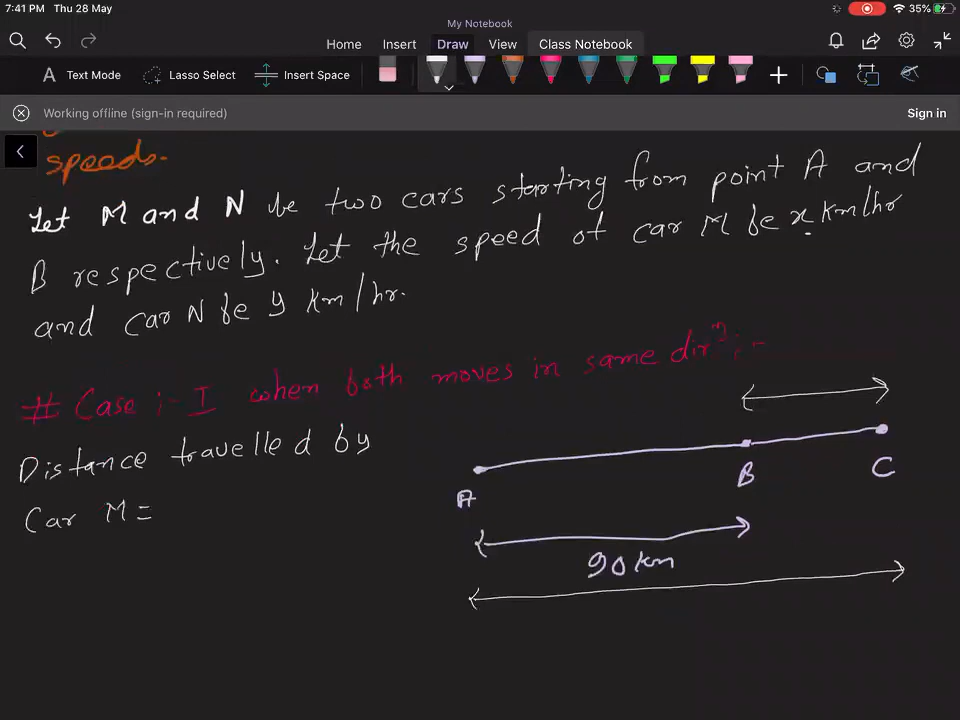 7:41 PM Thu 28 May
35%
My Notebook
Home Insert Draw View Class Notebook
Text Mode Lasso Select Insert Space
Working offline (sign-in required) Sign in
speeds.
Let M and N be two cars starting from point A and
B respectively. Let the speed of car M be x km/hr
and car N be y km/hr.
# Case :- I when both moves in same dirⁿ :-
Distance travelled by
Car M =
A B C
90 km